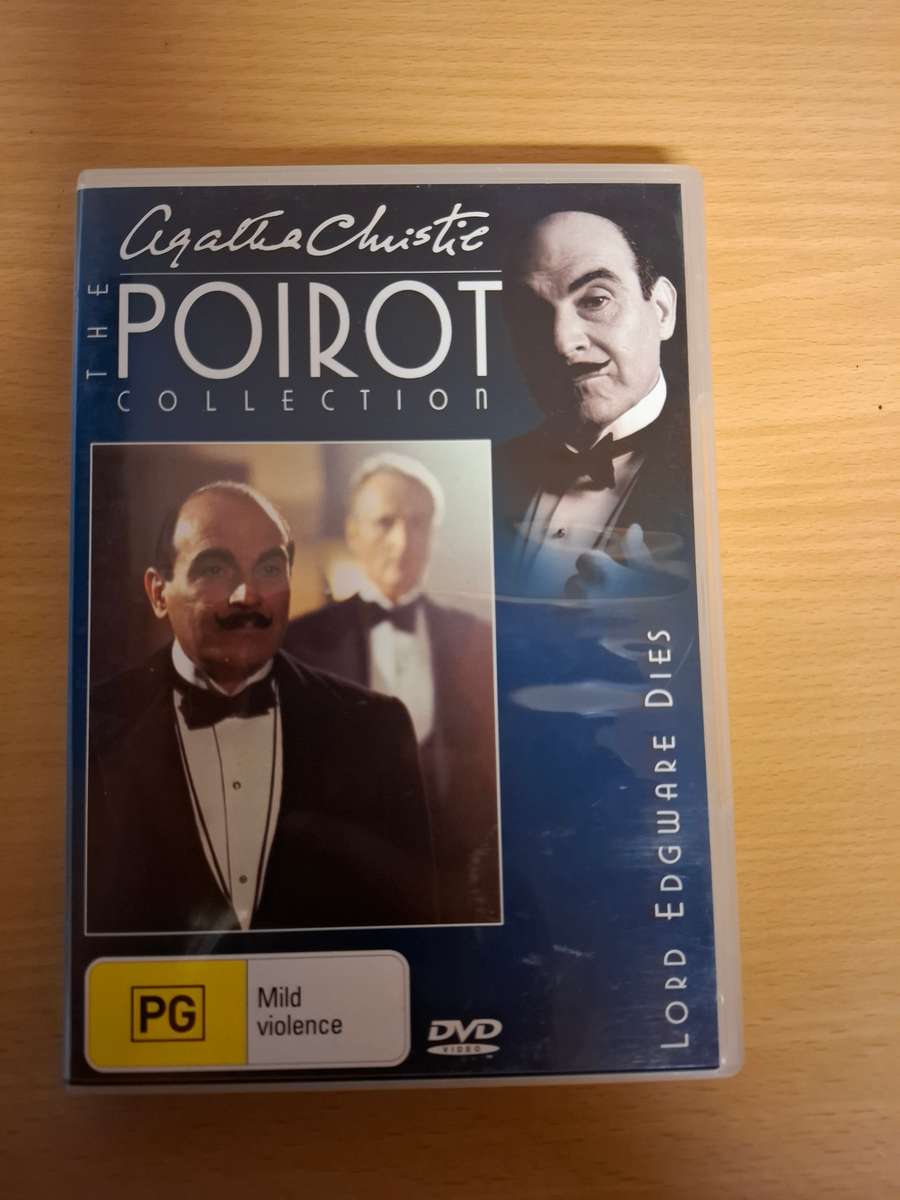 Agatha Christie
THE
POIROT
COLLECTION
LORD EDGWARE DIES
PG
Mild
violence
DVD
VIDEO